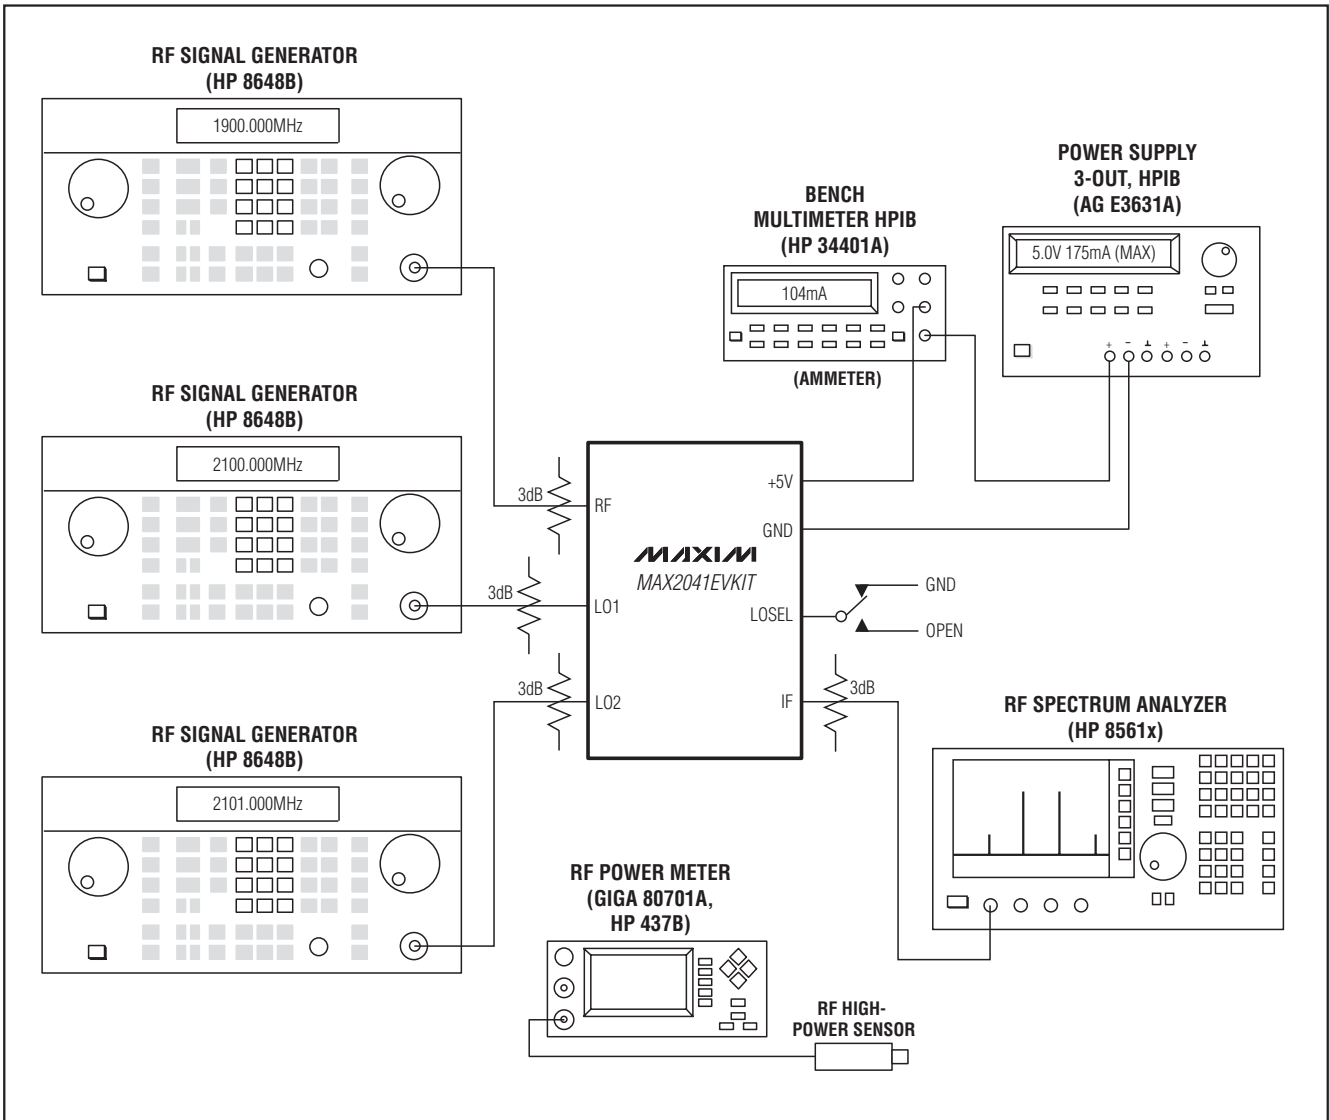 RF SIGNAL GENERATOR
(HP 8648B)
1900.000MHz
POWER SUPPLY
3-OUT, HPIB
(AG E3631A)
5.0V 175mA (MAX)
+ - ⊥ + - ⊥
BENCH
MULTIMETER HPIB
(HP 34401A)
104mA
(AMMETER)
RF SIGNAL GENERATOR
(HP 8648B)
2100.000MHz
3dB
RF
+5V
GND
MAXIM
MAX2041EVKIT
3dB
LO1
LOSEL
GND
OPEN
3dB
LO2
IF
3dB
RF SIGNAL GENERATOR
(HP 8648B)
2101.000MHz
RF SPECTRUM ANALYZER
(HP 8561x)
RF POWER METER
(GIGA 80701A,
HP 437B)
RF HIGH-
POWER SENSOR